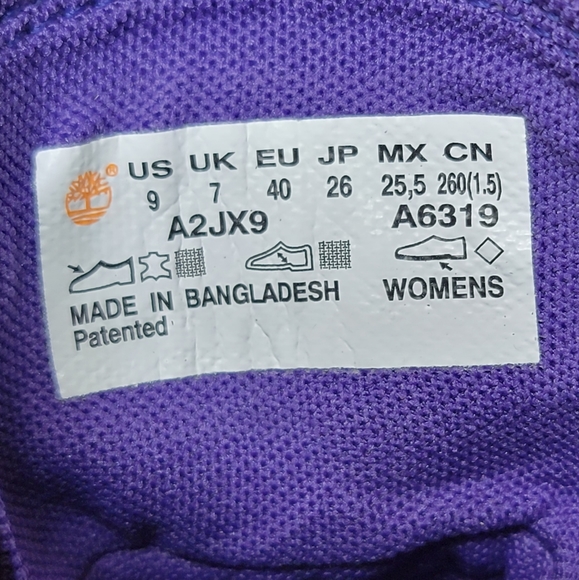 US UK EU JP MX CN
9 7 40 26 25,5 260(1.5)
A2JX9 A6319
MADE IN BANGLADESH WOMENS
Patented